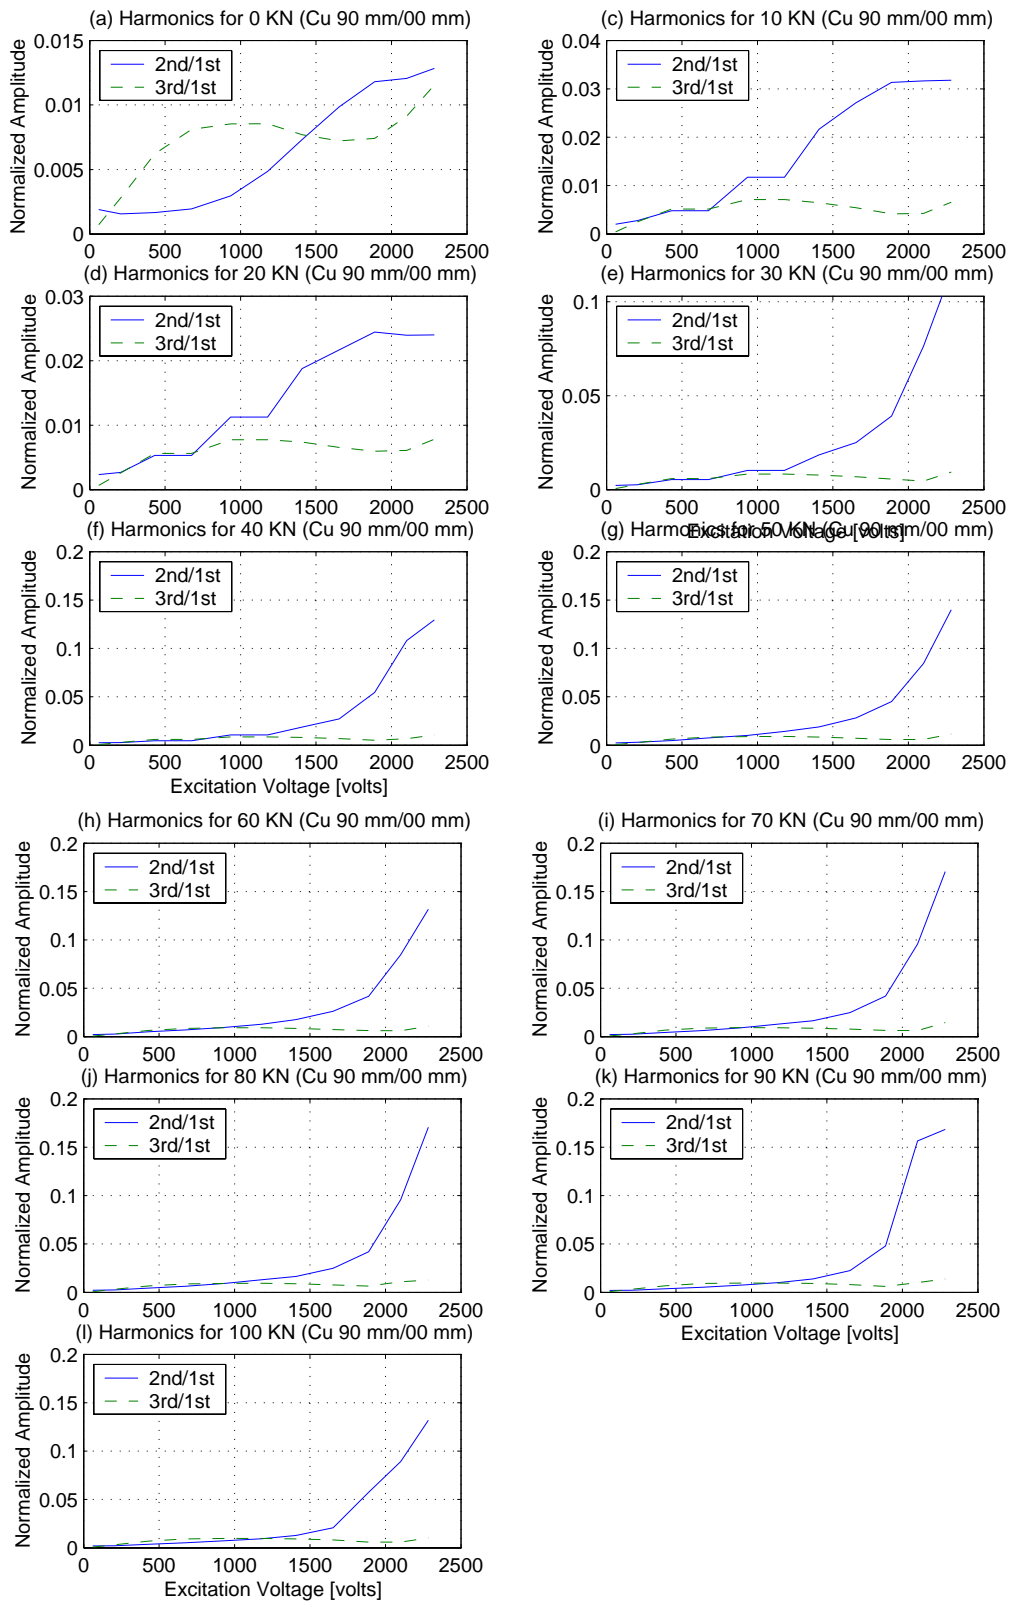 (a) Harmonics for 0 KN (Cu 90 mm/00 mm)
Normalized Amplitude
0.015
0.01
0.005
0
2nd/1st
3rd/1st
0 500 1000 1500 2000 2500
(c) Harmonics for 10 KN (Cu 90 mm/00 mm)
Normalized Amplitude
0.04
0.03
0.02
0.01
0
2nd/1st
3rd/1st
0 500 1000 1500 2000 2500
(d) Harmonics for 20 KN (Cu 90 mm/00 mm)
Normalized Amplitude
0.03
0.02
0.01
0
2nd/1st
3rd/1st
0 500 1000 1500 2000 2500
(e) Harmonics for 30 KN (Cu 90 mm/00 mm)
Normalized Amplitude
0.1
0.05
0
2nd/1st
3rd/1st
0 500 1000 1500 2000 2500
Excitation Voltage [volts]
(f) Harmonics for 40 KN (Cu 90 mm/00 mm)
Normalized Amplitude
0.2
0.15
0.1
0.05
0
2nd/1st
3rd/1st
0 500 1000 1500 2000 2500
Excitation Voltage [volts]
(g) Harmonics for 50 KN (Cu 90 mm/00 mm)
Normalized Amplitude
0.2
0.15
0.1
0.05
0
2nd/1st
3rd/1st
0 500 1000 1500 2000 2500
(h) Harmonics for 60 KN (Cu 90 mm/00 mm)
Normalized Amplitude
0.2
0.15
0.1
0.05
0
2nd/1st
3rd/1st
0 500 1000 1500 2000 2500
(i) Harmonics for 70 KN (Cu 90 mm/00 mm)
Normalized Amplitude
0.2
0.15
0.1
0.05
0
2nd/1st
3rd/1st
0 500 1000 1500 2000 2500
(j) Harmonics for 80 KN (Cu 90 mm/00 mm)
Normalized Amplitude
0.2
0.15
0.1
0.05
0
2nd/1st
3rd/1st
0 500 1000 1500 2000 2500
(k) Harmonics for 90 KN (Cu 90 mm/00 mm)
Normalized Amplitude
0.2
0.15
0.1
0.05
0
2nd/1st
3rd/1st
0 500 1000 1500 2000 2500
Excitation Voltage [volts]
(l) Harmonics for 100 KN (Cu 90 mm/00 mm)
Normalized Amplitude
0.2
0.15
0.1
0.05
0
2nd/1st
3rd/1st
0 500 1000 1500 2000 2500
Excitation Voltage [volts]